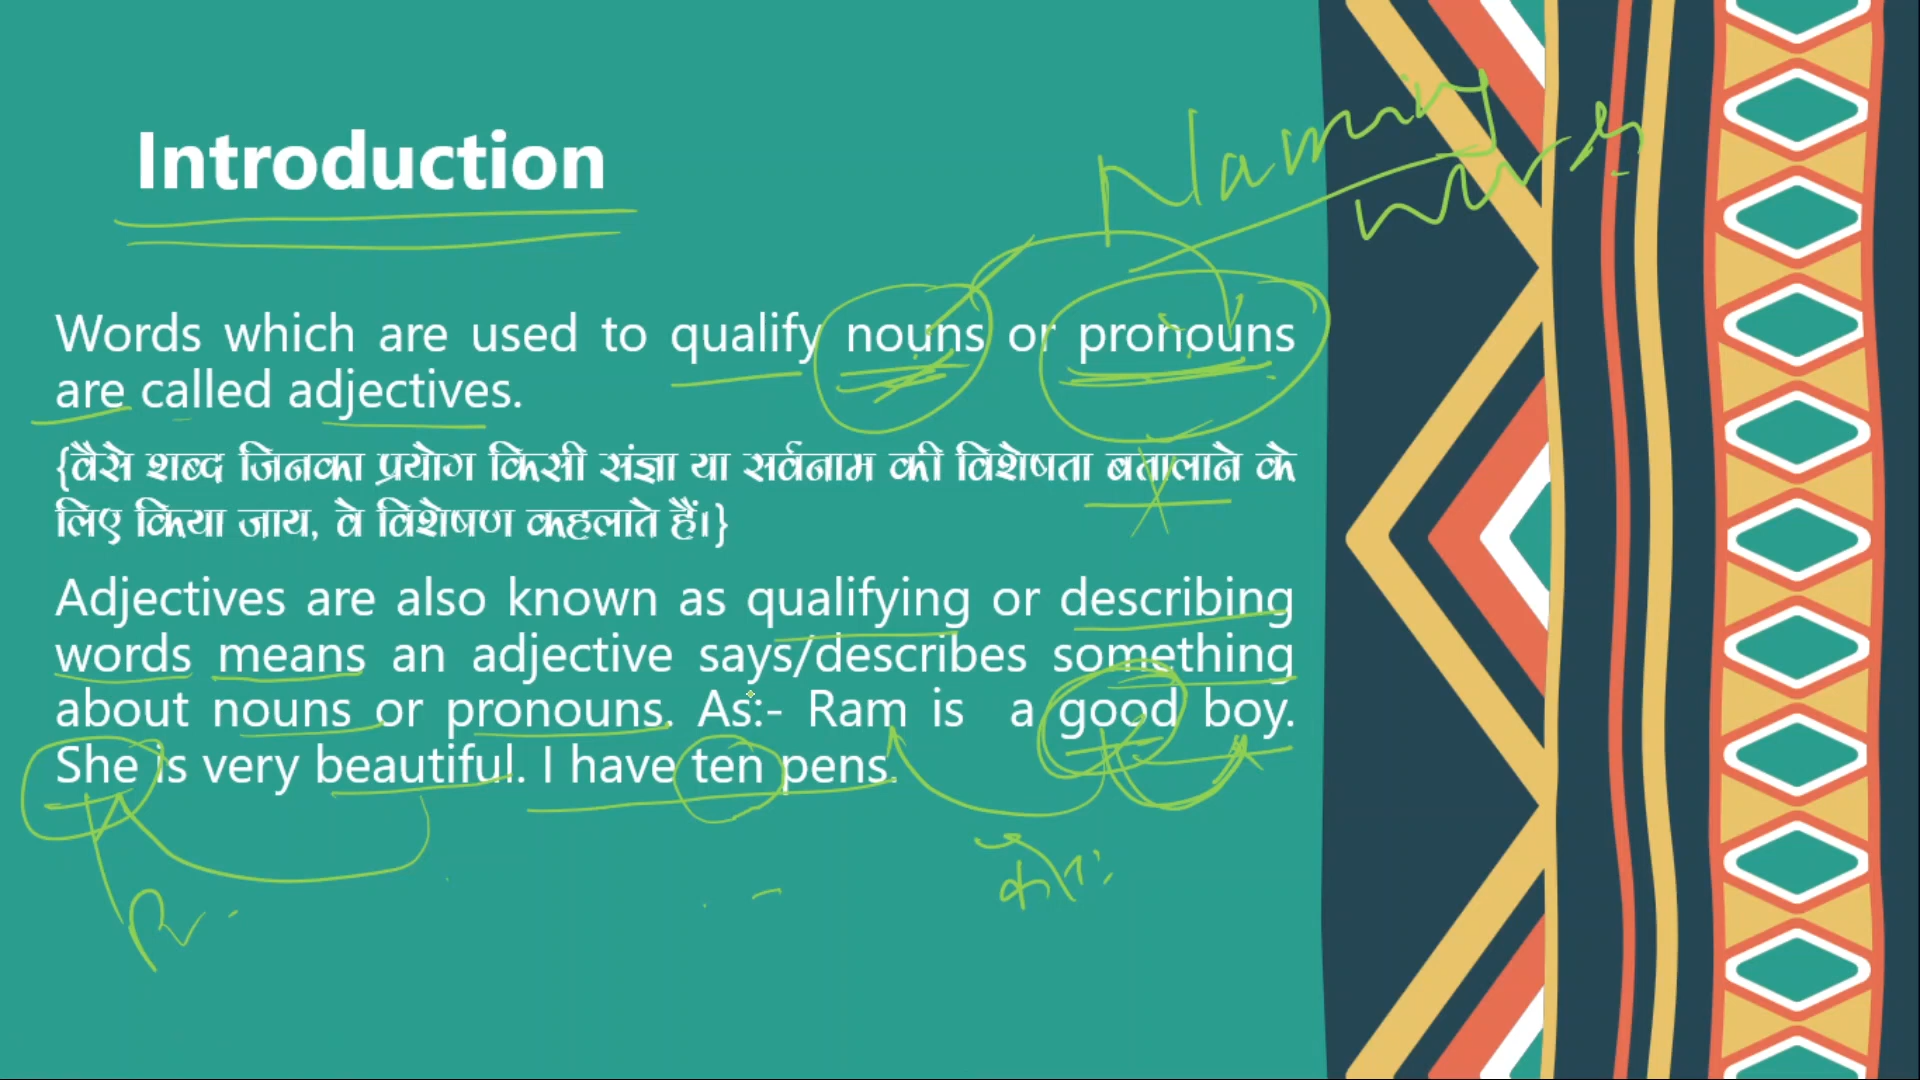 Introduction
Naming
Words which are used to qualify nouns or pronouns
are called adjectives.
{वैसे शब्द जिनका प्रयोग किसी संज्ञा या सर्वनाम की विशेषता बतालाने के
लिए किया जाय, वे विशेषण कहलाते हैं।}
Adjectives are also known as qualifying or describing
words means an adjective says/describes something
about nouns or pronouns. As:- Ram is a good boy.
She is very beautiful. I have ten pens.